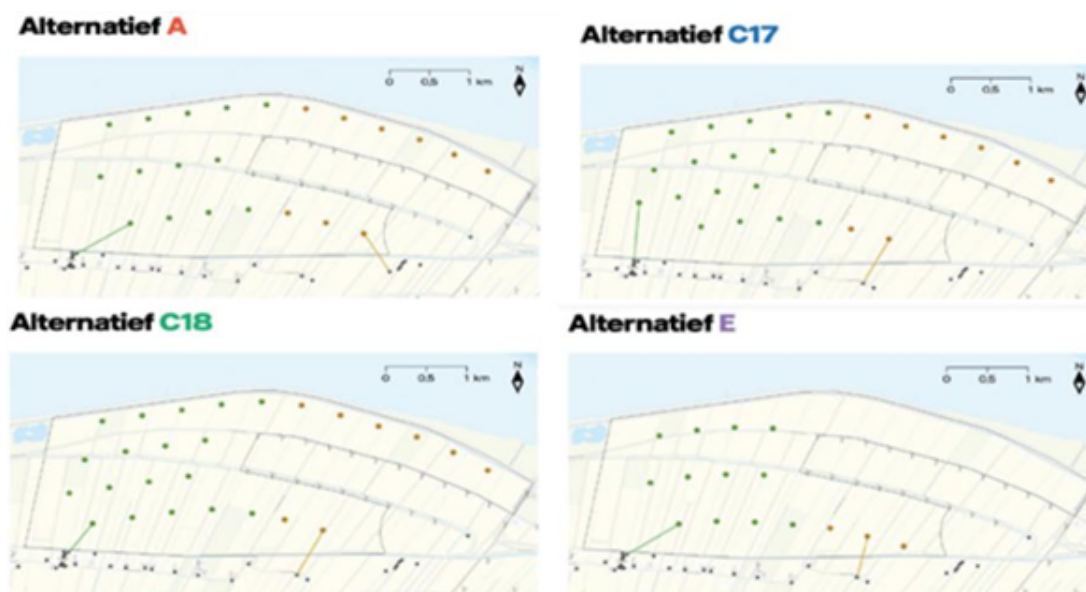 Alternatief A
N
0 0,5 1 km
Alternatief C17
N
0 0,5 1 km
Alternatief C18
N
0 0,5 1 km
Alternatief E
N
0 0,5 1 km